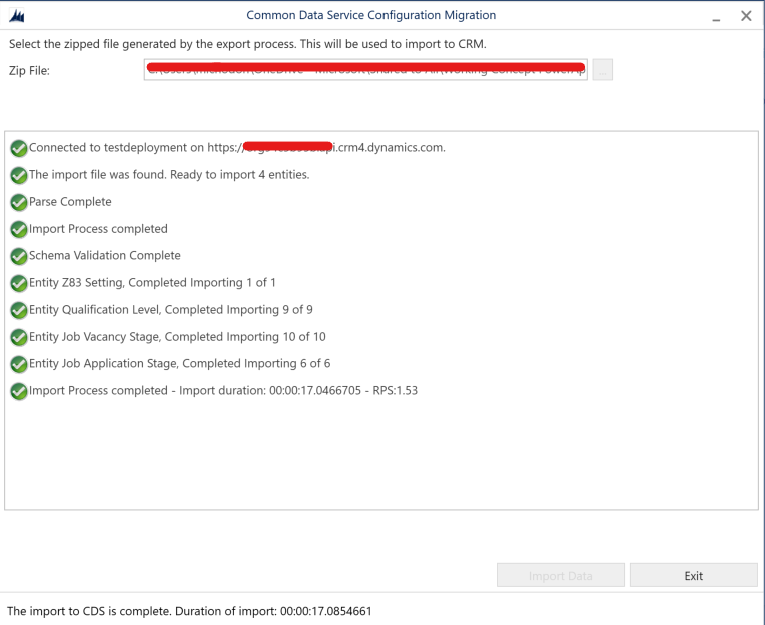 Common Data Service Configuration Migration
Select the zipped file generated by the export process. This will be used to import to CRM.
Zip File:
...
Connected to testdeployment on https:// pi.crm4.dynamics.com.
The import file was found. Ready to import 4 entities.
Parse Complete
Import Process completed
Schema Validation Complete
Entity Z83 Setting, Completed Importing 1 of 1
Entity Qualification Level, Completed Importing 9 of 9
Entity Job Vacancy Stage, Completed Importing 10 of 10
Entity Job Application Stage, Completed Importing 6 of 6
Import Process completed - Import duration: 00:00:17.0466705 - RPS:1.53
Import Data
Exit
The import to CDS is complete. Duration of import: 00:00:17.0854661